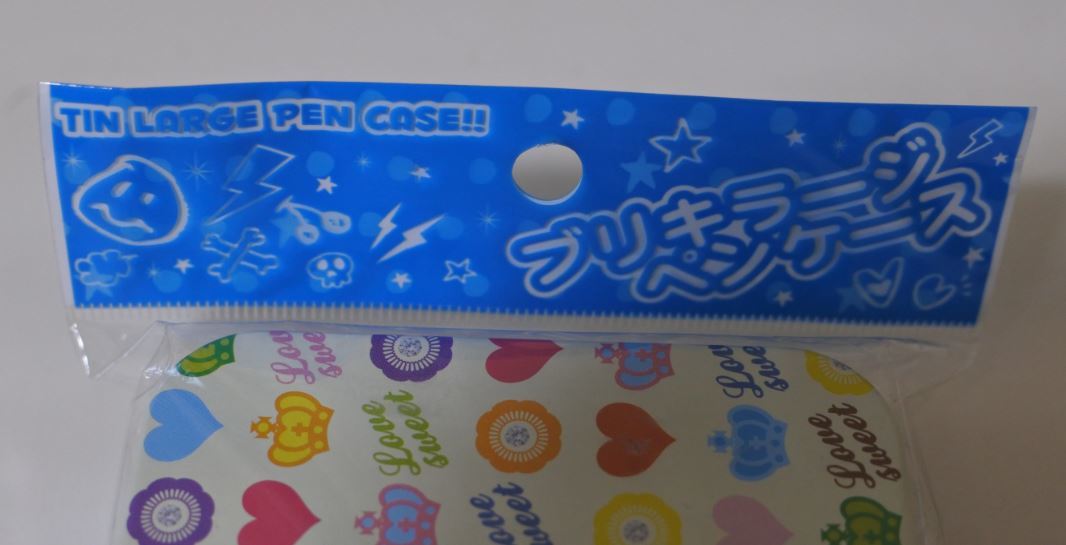 TIN LARGE PEN CASE!!
ブリキラージ
ペンケース
Love
sweet
Love
sweet
Love
sweet
Love
sweet